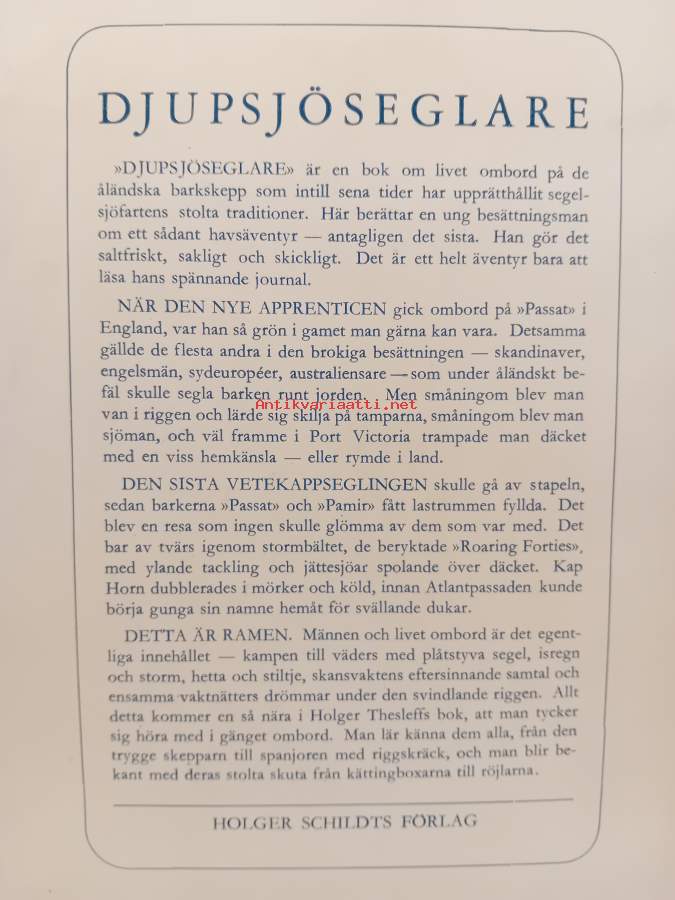 DJUPSJÖSEGLARE
»DJUPSJÖSEGLARE» är en bok om livet ombord på de
åländska barkskepp som intill sena tider har upprätthållit segel-
sjöfartens stolta traditioner. Här berättar en ung besättningsman
om ett sådant havsäventyr — antagligen det sista. Han gör det
saltfriskt, sakligt och skickligt. Det är ett helt äventyr bara att
läsa hans spännande journal.
NÄR DEN NYE APPRENTICEN gick ombord på »Passat» i
England, var han så grön i gamet man gärna kan vara. Detsamma
gällde de flesta andra i den brokiga besättningen — skandinaver,
engelsmän, sydeuropéer, australiensare — som under åländskt be-
fäl skulle segla barken runt jorden. Men småningom blev man
Antikvariaatti.net
van i riggen och lärde sig skilja på tamparna, småningom blev man
sjöman, och väl framme i Port Victoria trampade man däcket
med en viss hemkänsla — eller rymde i land.
DEN SISTA VETEKAPPSEGLINGEN skulle gå av stapeln,
sedan barkerna »Passat» och »Pamir» fått lastrummen fyllda. Det
blev en resa som ingen skulle glömma av dem som var med. Det
bar av tvärs igenom stormbältet, de beryktade »Roaring Forties»,
med ylande tackling och jättesjöar spolande över däcket. Kap
Horn dubblerades i mörker och köld, innan Atlantpassaden kunde
börja gunga sin namne hemåt för svällande dukar.
DETTA ÄR RAMEN. Männen och livet ombord är det egent-
liga innehållet — kampen till väders med plåtstyva segel, isregn
och storm, hetta och stiltje, skansvaktens eftersinnande samtal och
ensamma vaktnätters drömmar under den svindlande riggen. Allt
detta kommer en så nära i Holger Thesleffs bok, att man tycker
sig höra med i gänget ombord. Man lär känna dem alla, från den
trygge skepparn till spanjoren med riggskräck, och man blir be-
kant med deras stolta skuta från kättingboxarna till röjlarna.
HOLGER SCHILDTS FÖRLAG